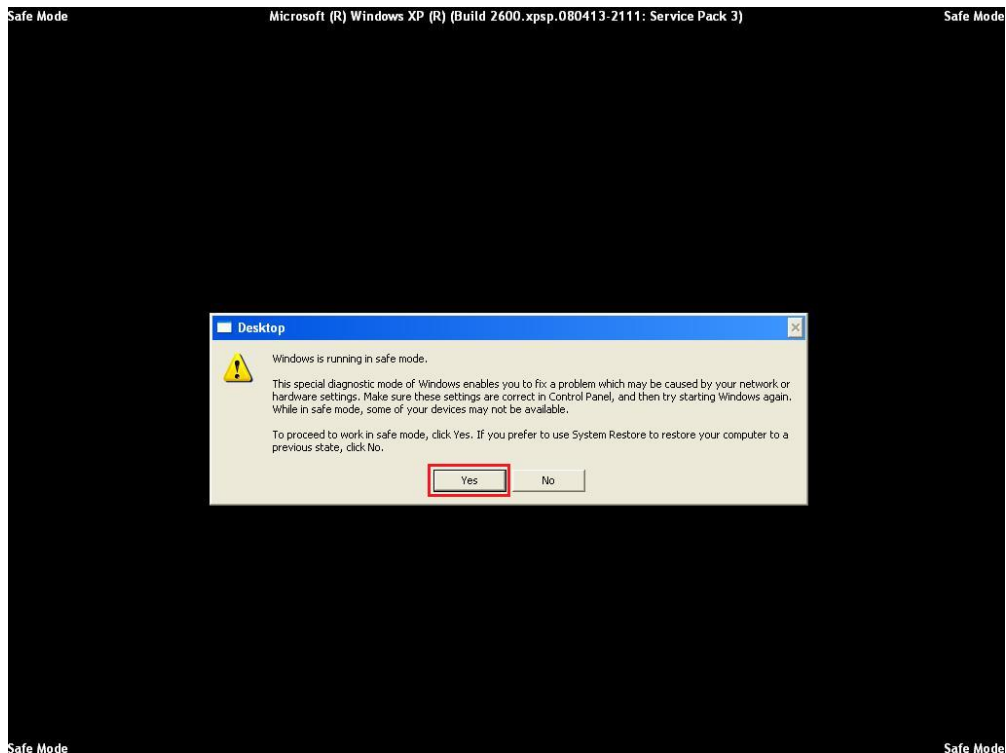 Safe Mode Microsoft (R) Windows XP (R) (Build 2600.xpsp.080413-2111: Service Pack 3) Safe Mode
Desktop
Windows is running in safe mode.
This special diagnostic mode of Windows enables you to fix a problem which may be caused by your network or
hardware settings. Make sure these settings are correct in Control Panel, and then try starting Windows again.
While in safe mode, some of your devices may not be available.
To proceed to work in safe mode, click Yes. If you prefer to use System Restore to restore your computer to a
previous state, click No.
Yes No
Safe Mode Safe Mode